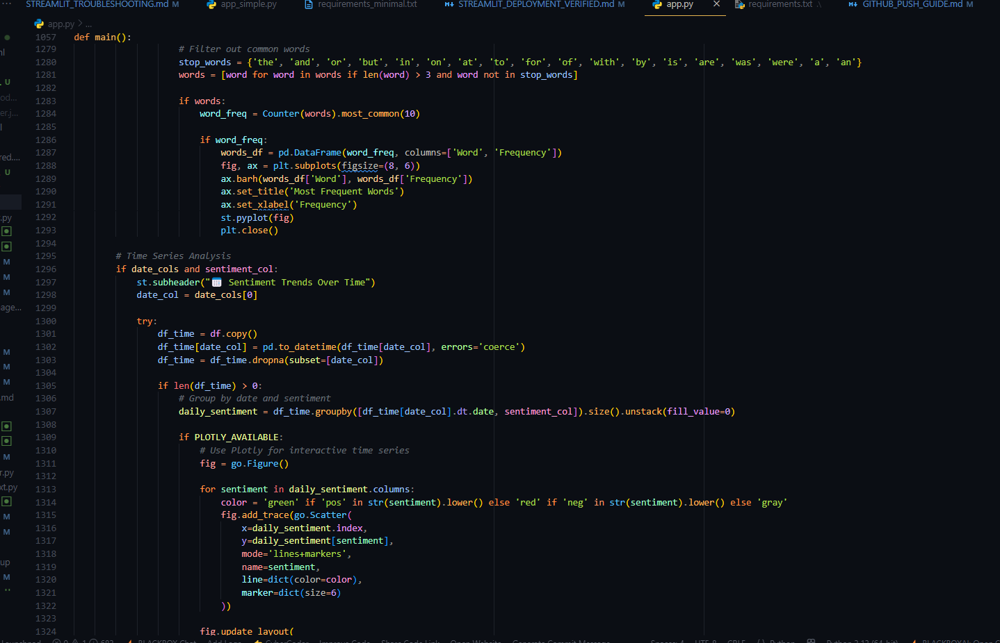 STREAMLIT_TROUBLESHOOTING.md M app_simple.py requirements_minimal.txt STREAMLIT_DEPLOYMENT_VERIFIED.md M app.py requirements.txt .\ GITHUB_PUSH_GUIDE.md M
app.py > ...
1057 def main():
1279 # Filter out common words
1280 stop_words = {'the', 'and', 'or', 'but', 'in', 'on', 'at', 'to', 'for', 'of', 'with', 'by', 'is', 'are', 'was', 'were', 'a', 'an'}
1281 words = [word for word in words if len(word) > 3 and word not in stop_words]
1282
1283 if words:
1284 word_freq = Counter(words).most_common(10)
1285
1286 if word_freq:
1287 words_df = pd.DataFrame(word_freq, columns=['Word', 'Frequency'])
1288 fig, ax = plt.subplots(figsize=(8, 6))
1289 ax.barh(words_df['Word'], words_df['Frequency'])
1290 ax.set_title('Most Frequent Words')
1291 ax.set_xlabel('Frequency')
1292 st.pyplot(fig)
1293 plt.close()
1294
1295 # Time Series Analysis
1296 if date_cols and sentiment_col:
1297 st.subheader("📅 Sentiment Trends Over Time")
1298 date_col = date_cols[0]
1299
1300 try:
1301 df_time = df.copy()
1302 df_time[date_col] = pd.to_datetime(df_time[date_col], errors='coerce')
1303 df_time = df_time.dropna(subset=[date_col])
1304
1305 if len(df_time) > 0:
1306 # Group by date and sentiment
1307 daily_sentiment = df_time.groupby([df_time[date_col].dt.date, sentiment_col]).size().unstack(fill_value=0)
1308
1309 if PLOTLY_AVAILABLE:
1310 # Use Plotly for interactive time series
1311 fig = go.Figure()
1312
1313 for sentiment in daily_sentiment.columns:
1314 color = 'green' if 'pos' in str(sentiment).lower() else 'red' if 'neg' in str(sentiment).lower() else 'gray'
1315 fig.add_trace(go.Scatter(
1316 x=daily_sentiment.index,
1317 y=daily_sentiment[sentiment],
1318 mode='lines+markers',
1319 name=sentiment,
1320 line=dict(color=color),
1321 marker=dict(size=6)
1322 ))
1323
1324 fig.update_layout(